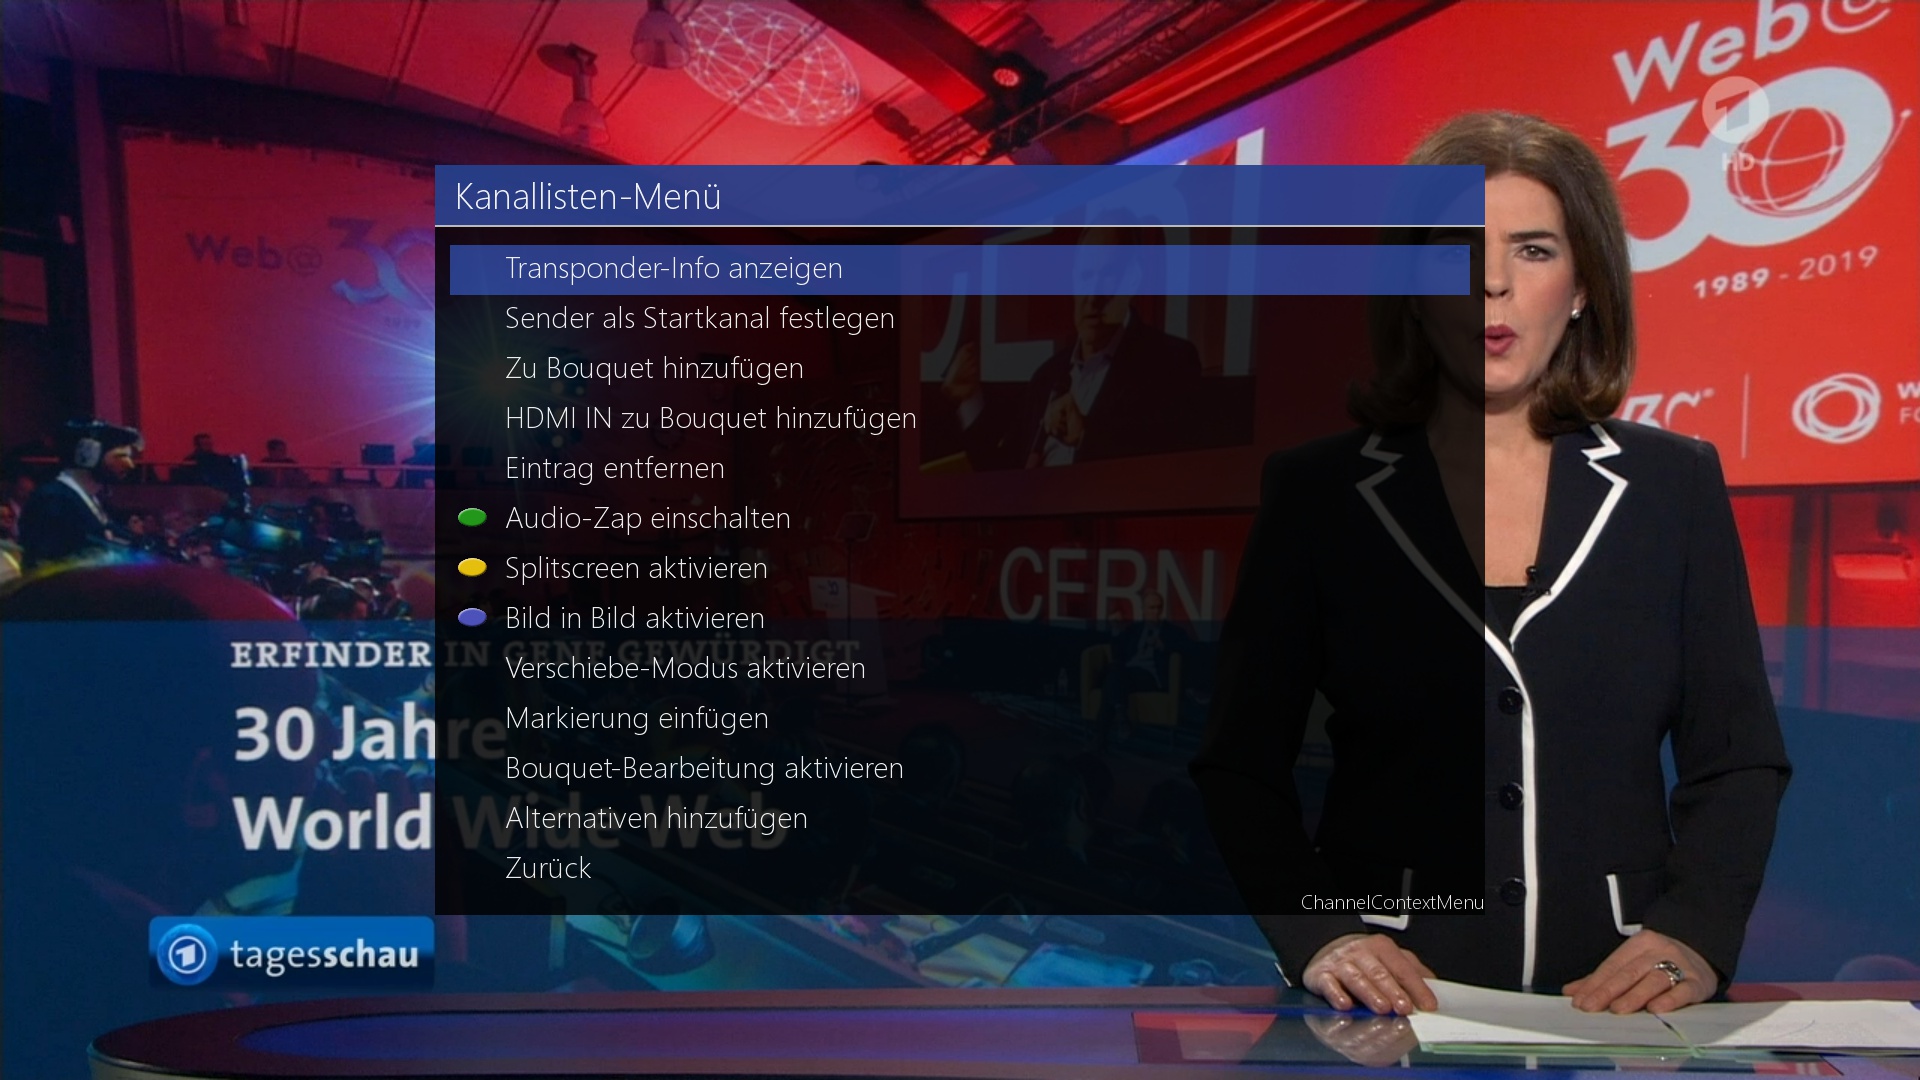 Web@
30
HD
1989 - 2019
Web@30
CERN
Kanallisten-Menü
Transponder-Info anzeigen
Sender als Startkanal festlegen
Zu Bouquet hinzufügen
HDMI IN zu Bouquet hinzufügen
Eintrag entfernen
Audio-Zap einschalten
Splitscreen aktivieren
Bild in Bild aktivieren
Verschiebe-Modus aktivieren
Markierung einfügen
Bouquet-Bearbeitung aktivieren
Alternativen hinzufügen
Zurück
ChannelContextMenu
ERFINDER IN GENF GEWÜRDIGT
30 Jahre
World Wide Web
tagesschau